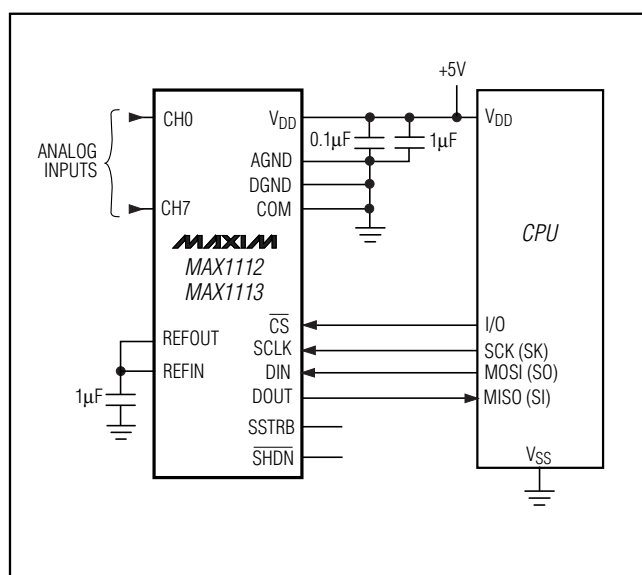 +5V
CH0
VDD
0.1µF
1µF
VDD
ANALOG
INPUTS
AGND
DGND
CH7
COM
CPU
MAXIM
MAX1112
MAX1113
CS
I/O
REFOUT
SCLK
SCK (SK)
REFIN
DIN
MOSI (SO)
1µF
DOUT
MISO (SI)
SSTRB
SHDN
VSS